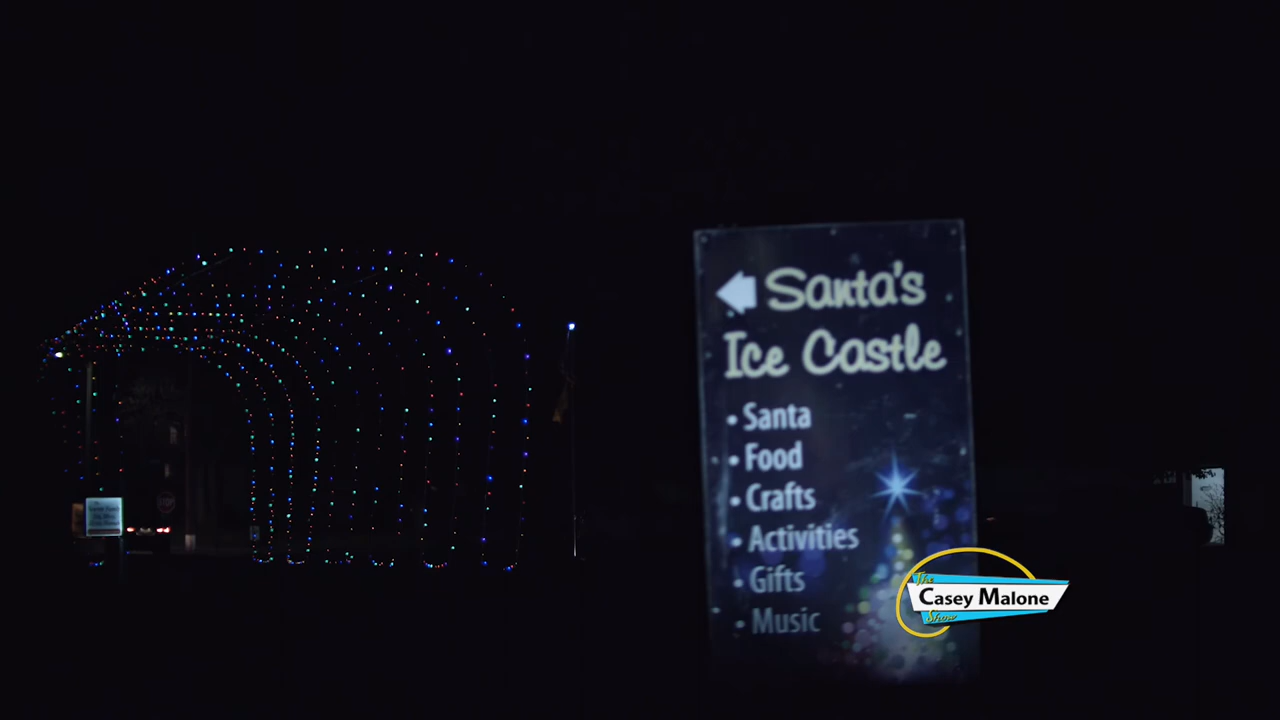 Santa's
Ice Castle
• Santa
• Food
• Crafts
• Activities
• Gifts
• Music
The
Casey Malone
Show